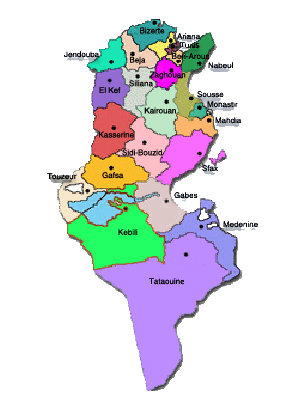 Bizerte
Ariana
Tunis
Jendouba
Beja
Ben-Arous
Nabeul
Zaghouan
El Kef
Siliana
Sousse
Kairouan
Monastir
Mahdia
Kasserine
Sidi-Bouzid
Sfax
Touzeur
Gafsa
Gabes
Medenine
Kebili
Tataouine